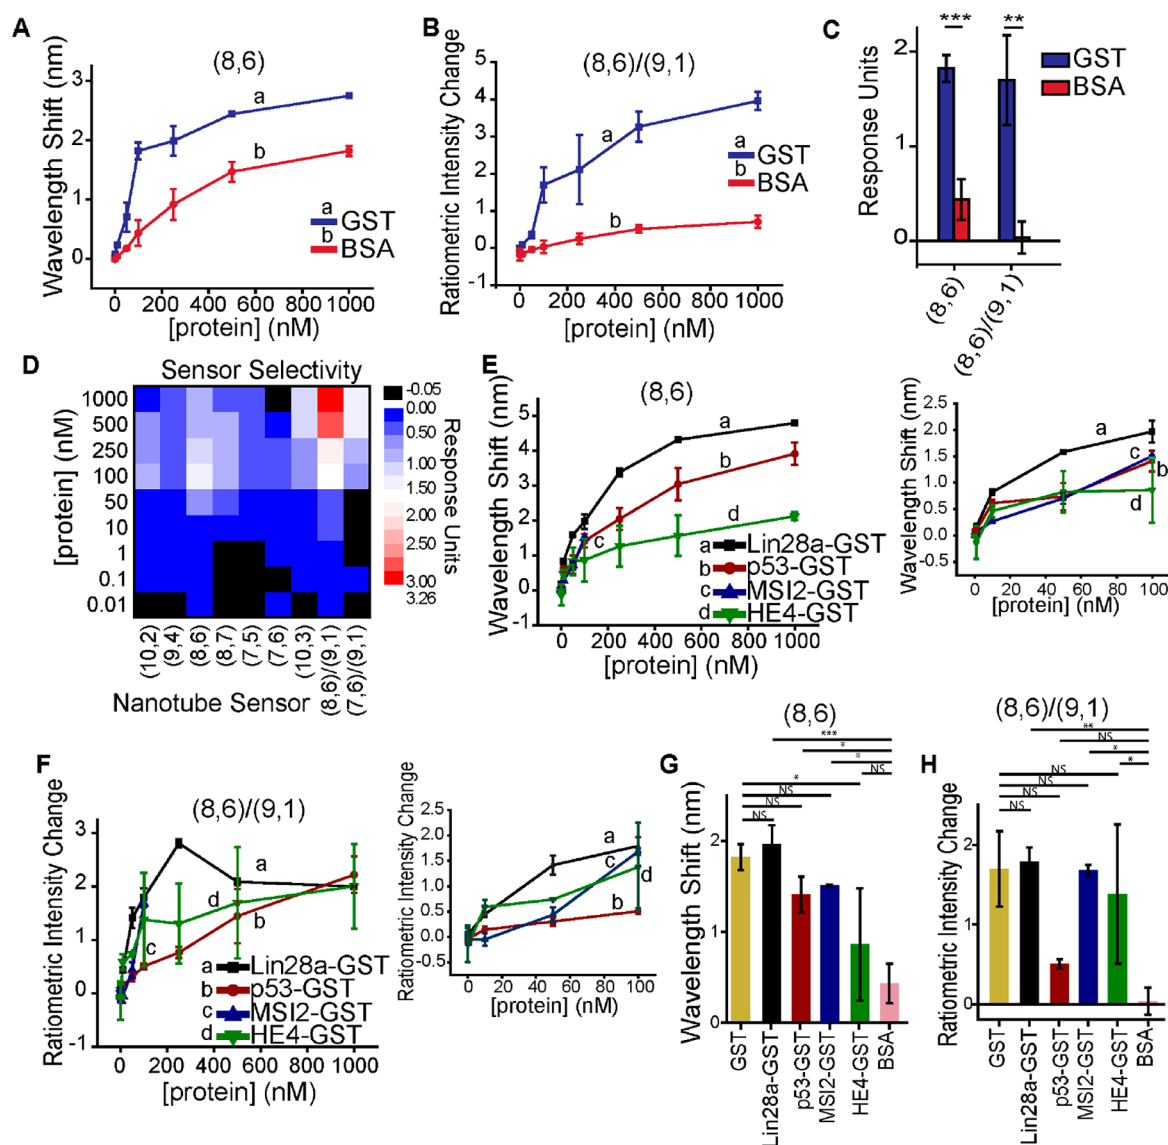 A
(8,6)
Wavelength Shift (nm)
3
2
1
0
a
b
a GST
b BSA
0 200 400 600 800 1000
[protein] (nM)
B
(8,6)/(9,1)
Ratiometric Intensity Change
5
4
3
2
1
0
-1
a
b
a GST
b BSA
0 200 400 600 800 1000
[protein] (nM)
C
*** **
Response Units
2
0
GST
BSA
(8,6)
(8,6)/(9,1)
D
Sensor Selectivity
[protein] (nM)
1000
500
250
100
50
10
1
0.1
0.01
-0.05
0.00
0.50
1.00
1.50
2.00
2.50
3.00
3.26
Response Units
(10,2)
(9,4)
(8,6)
(8,7)
(7,5)
(7,6)
(10,3)
(8,6)/(9,1)
(7,6)/(9,1)
Nanotube Sensor
E
(8,6)
Wavelength Shift (nm)
6
5
4
3
2
1
0
-1
a
b
c
d
a Lin28a-GST
b p53-GST
c MSI2-GST
d HE4-GST
0 200 400 600 800 1000
[protein] (nM)
Wavelength Shift (nm)
2.5
2.0
1.5
1.0
0.5
0.0
-0.5
a
c
b
d
0 20 40 60 80 100
[protein] (nM)
F
(8,6)/(9,1)
Ratiometric Intensity Change
3
2
1
0
-1
a
d
b
c
a Lin28a-GST
b p53-GST
c MSI2-GST
d HE4-GST
0 200 400 600 800 1000
[protein] (nM)
Ratiometric Intensity Change
2.5
2.0
1.5
1.0
0.5
0.0
-0.5
a
c
d
b
0 20 40 60 80 100
[protein] (nM)
G
(8,6)
***
*
*
NS
*
NS
NS
NS
Wavelength Shift (nm)
2
0
GST
Lin28a-GST
p53-GST
MSI2-GST
HE4-GST
BSA
H
(8,6)/(9,1)
**
NS
*
*
NS
NS
NS
NS
Ratiometric Intensity Change
2
0
GST
Lin28a-GST
p53-GST
MSI2-GST
HE4-GST
BSA